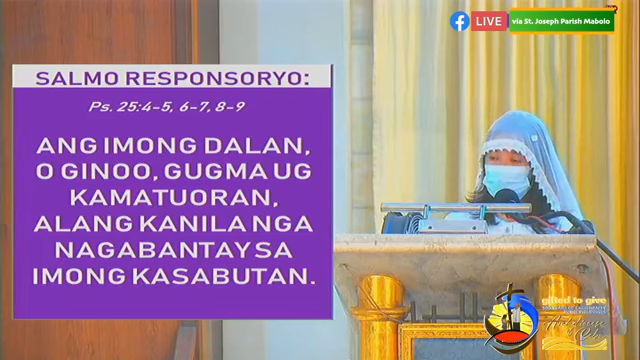 LIVE
via St. Joseph Parish Mabolo
SALMO RESPONSORYO:
Ps. 25:4-5, 6-7, 8-9
ANG IMONG DALAN,
O GINOO, GUGMA UG
KAMATUORAN,
ALANG KANILA NGA
NAGABANTAY SA
IMONG KASABUTAN.
gifted to give